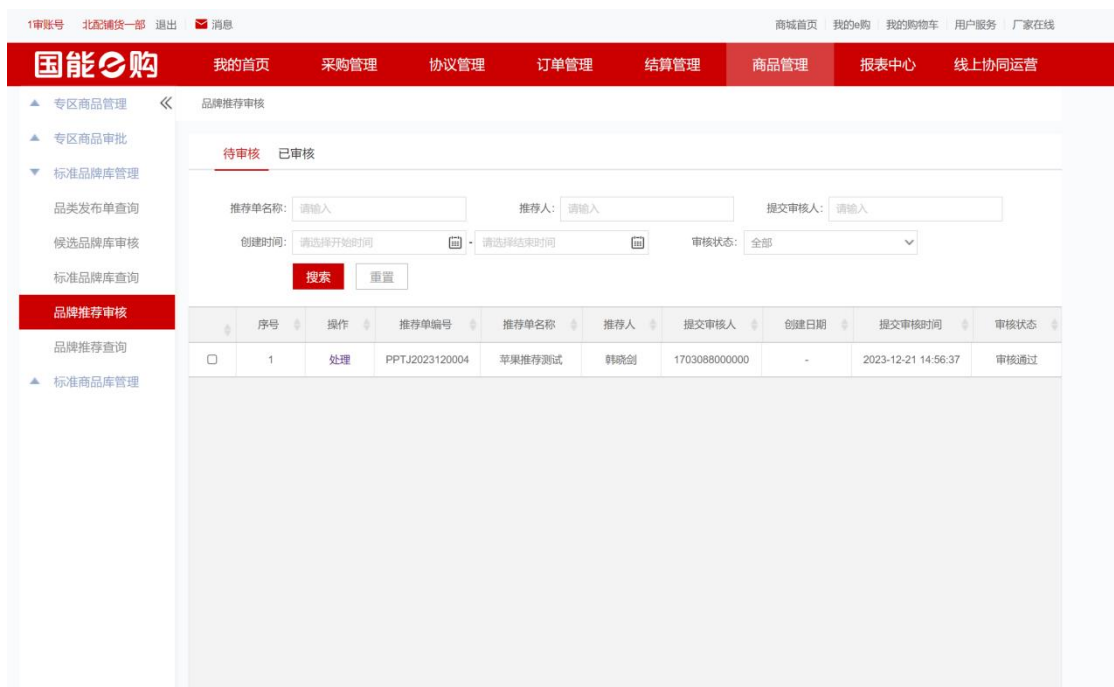 1审账号 北配铺货一部 退出 消息 商城首页 我的e购 我的购物车 用户服务 厂家在线
国能e购 我的首页 采购管理 协议管理 订单管理 结算管理 商品管理 报表中心 线上协同运营
专区商品管理
专区商品审批
标准品牌库管理
品类发布单查询
候选品牌库审核
标准品牌库查询
品牌推荐审核
品牌推荐查询
标准商品库管理
品牌推荐审核
待审核 已审核
推荐单名称: 请输入 推荐人: 请输入 提交审核人: 请输入
创建时间: 请选择开始时间 - 请选择结束时间 审核状态: 全部
搜索 重置
序号 操作 推荐单编号 推荐单名称 推荐人 提交审核人 创建日期 提交审核时间 审核状态
1 处理 PPTJ2023120004 苹果推荐测试 韩晓剑 1703088000000 - 2023-12-21 14:56:37 审核通过